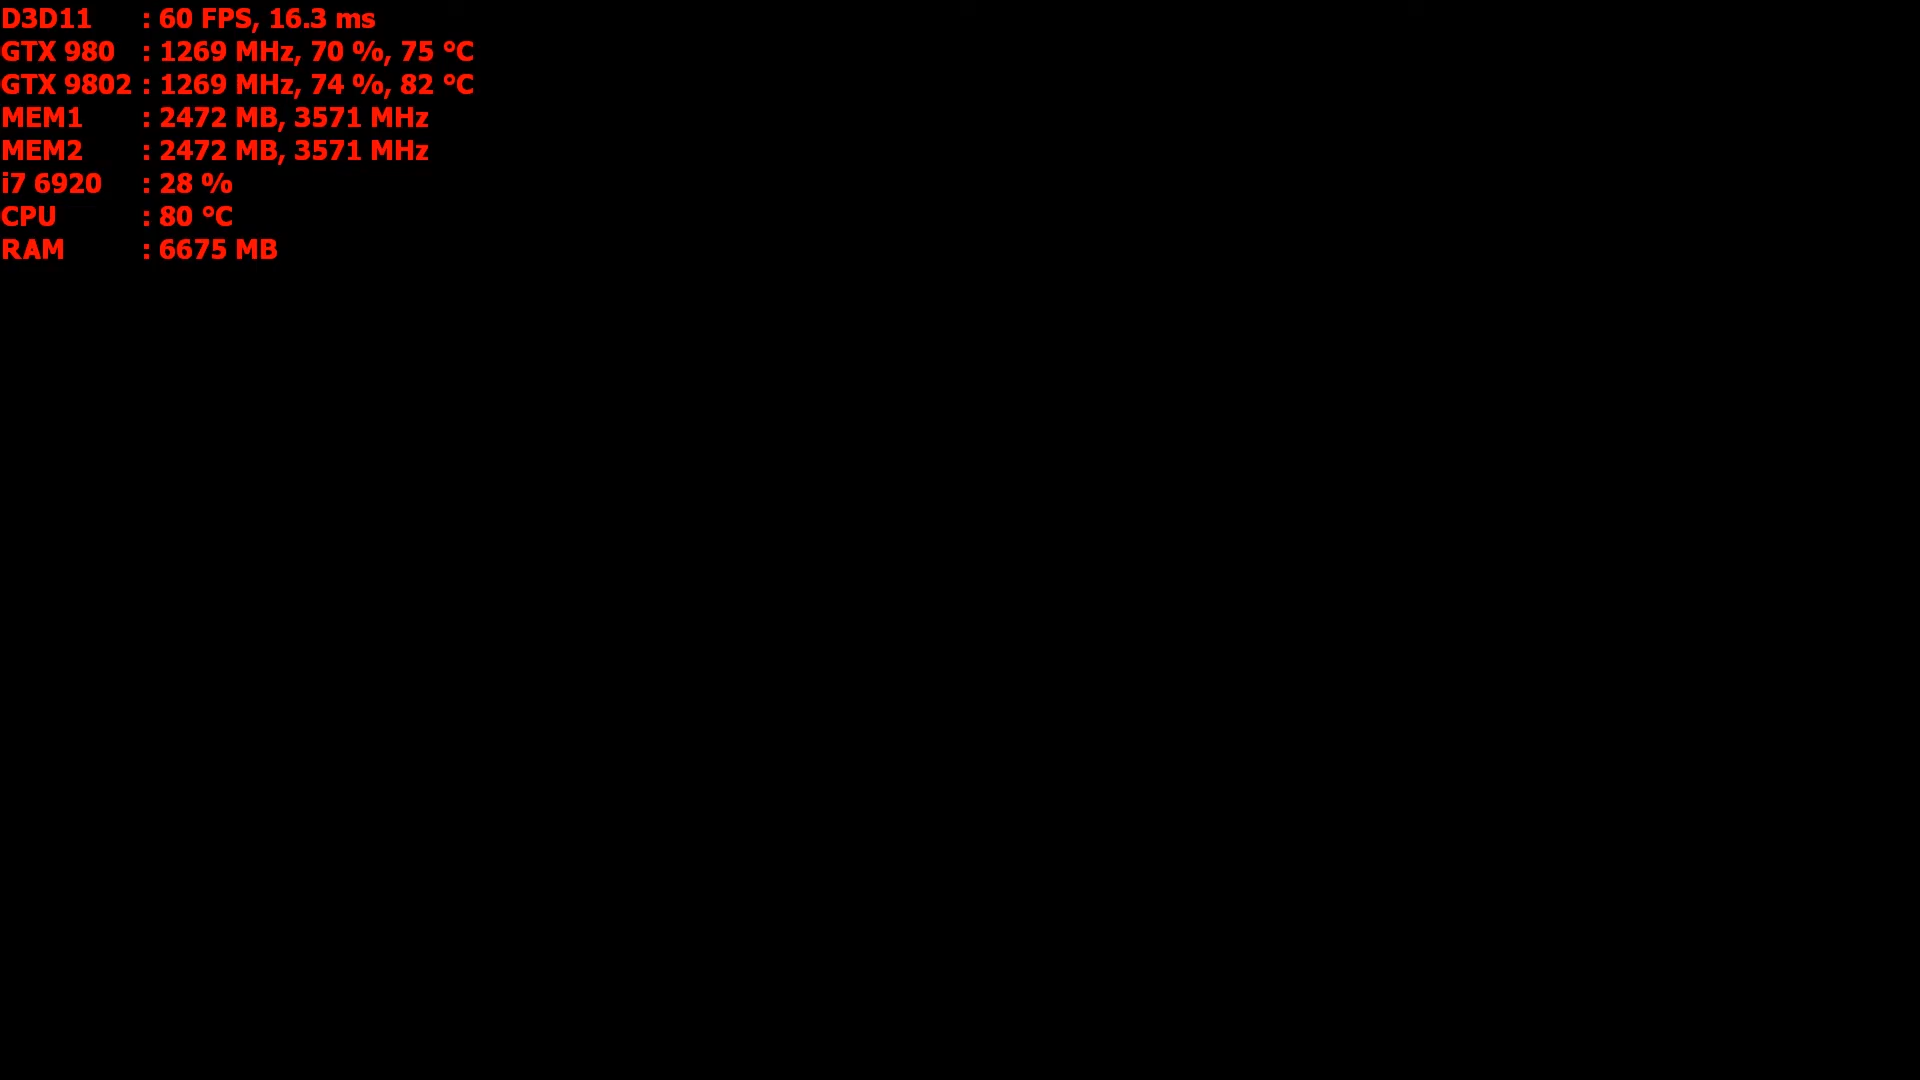 D3D11 : 60 FPS, 16.3 ms
GTX 980 : 1269 MHz, 70 %, 75 °C
GTX 9802 : 1269 MHz, 74 %, 82 °C
MEM1 : 2472 MB, 3571 MHz
MEM2 : 2472 MB, 3571 MHz
i7 6920 : 28 %
CPU : 80 °C
RAM : 6675 MB